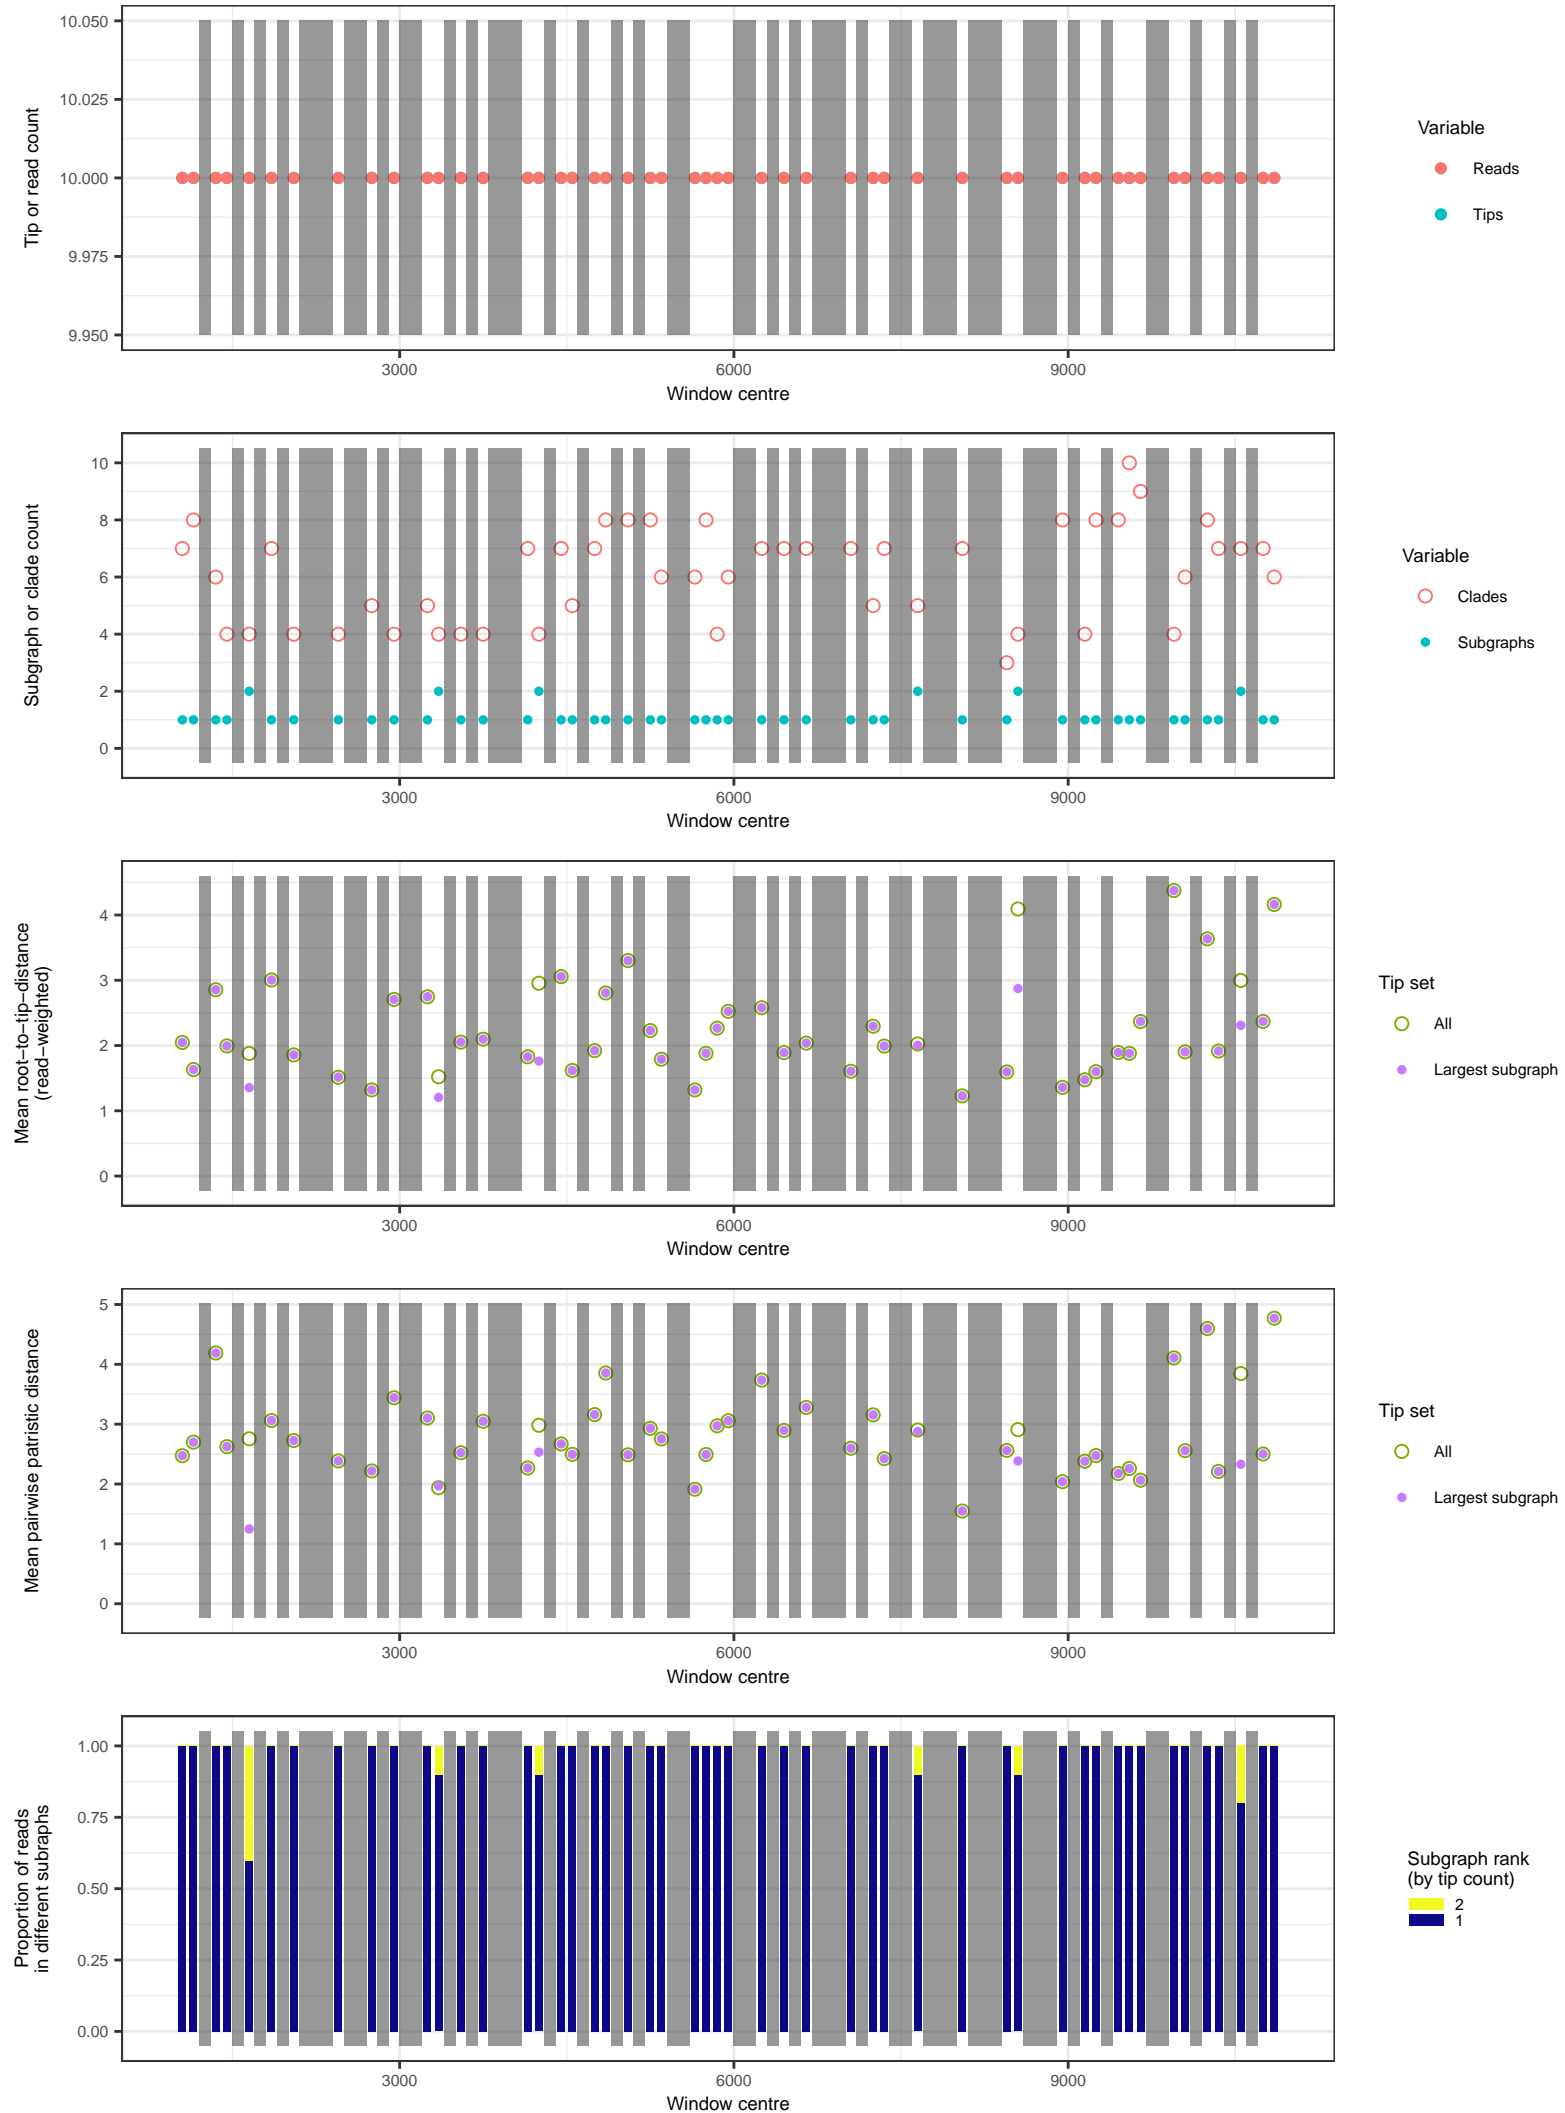 10.050
10.025
10.000
9.975
9.950
Tip or read count
3000
6000
9000
Window centre
Variable
Reads
Tips
10
8
6
4
2
0
Subgraph or clade count
3000
6000
9000
Window centre
Variable
Clades
Subgraphs
4
3
2
1
0
Mean root−to−tip−distance
(read−weighted)
3000
6000
9000
Window centre
Tip set
All
Largest subgraph
5
4
3
2
1
0
Mean pairwise patristic distance
3000
6000
9000
Window centre
Tip set
All
Largest subgraph
1.00
0.75
0.50
0.25
0.00
Proportion of reads
in different subraphs
3000
6000
9000
Window centre
Subgraph rank
(by tip count)
2
1